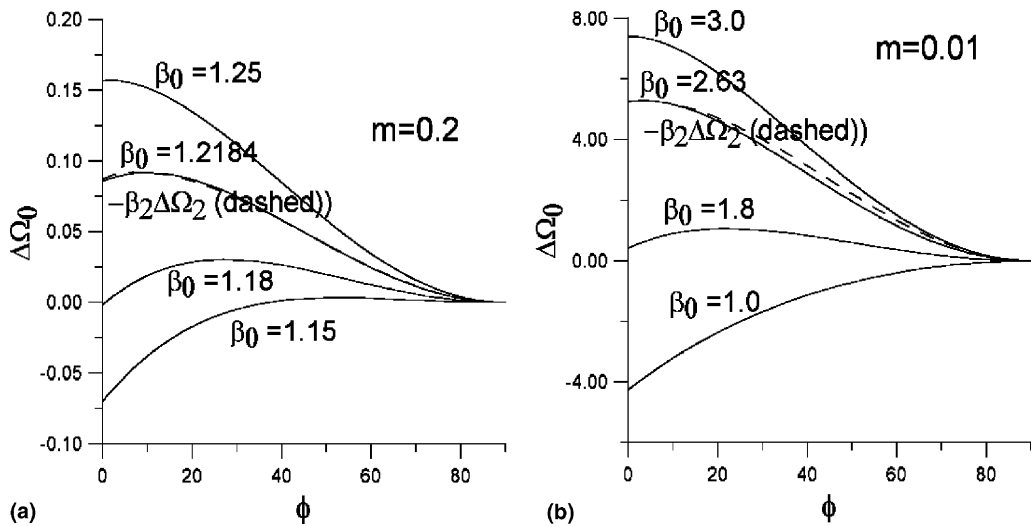 0.20
0.15
0.10
0.05
0.00
-0.05
-0.10
ΔΩ0
β0 =1.25
m=0.2
β0 =1.2184
−β2ΔΩ2 (dashed))
β0 =1.18
β0 =1.15
0 20 40 60 80
ϕ
(a)
8.00
4.00
0.00
-4.00
ΔΩ0
β0 =3.0
m=0.01
β0 =2.63
−β2ΔΩ2 (dashed))
β0 =1.8
β0 =1.0
0 20 40 60 80
ϕ
(b)